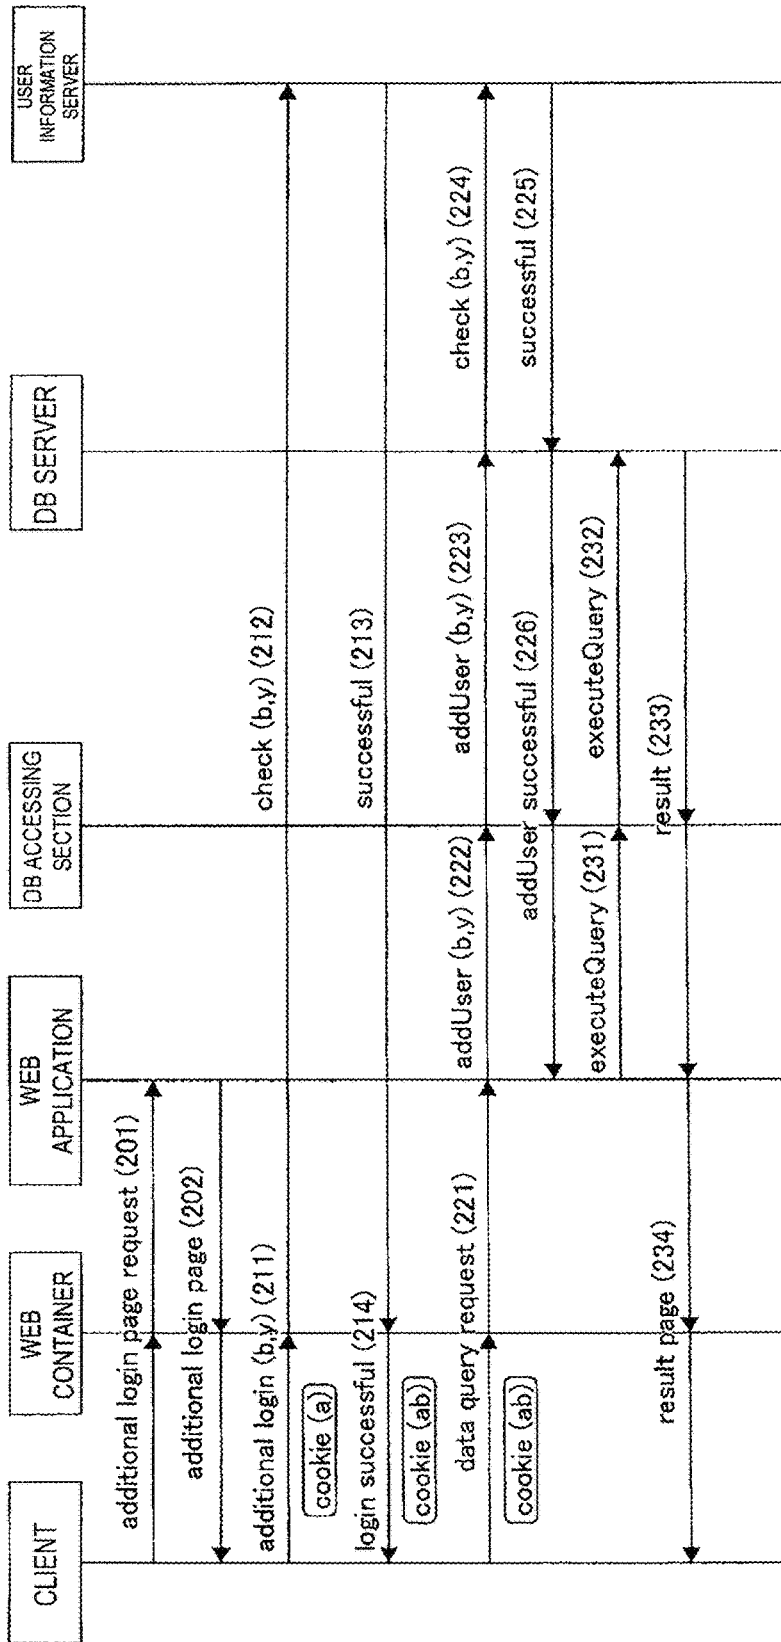 CLIENT
WEB
CONTAINER
WEB
APPLICATION
DB ACCESSING
SECTION
DB SERVER
USER
INFORMATION
SERVER
additional login page request (201)
additional login page (202)
additional login (b,y) (211)
cookie (a)
check (b,y) (212)
successful (213)
login successful (214)
cookie (ab)
data query request (221)
cookie (ab)
addUser (b,y) (222)
addUser (b,y) (223)
check (b,y) (224)
successful (225)
addUser successful (226)
executeQuery (231)
executeQuery (232)
result (233)
result page (234)